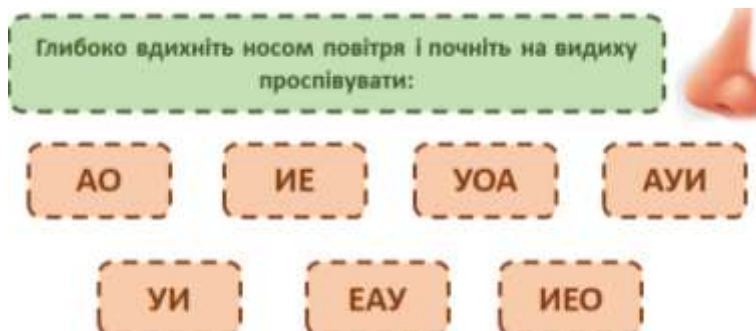 Глибоко вдихніть носом повітря і почніть на видиху
проспівувати:
АО ИЕ УОА АУИ
УИ ЕАУ ИЕО